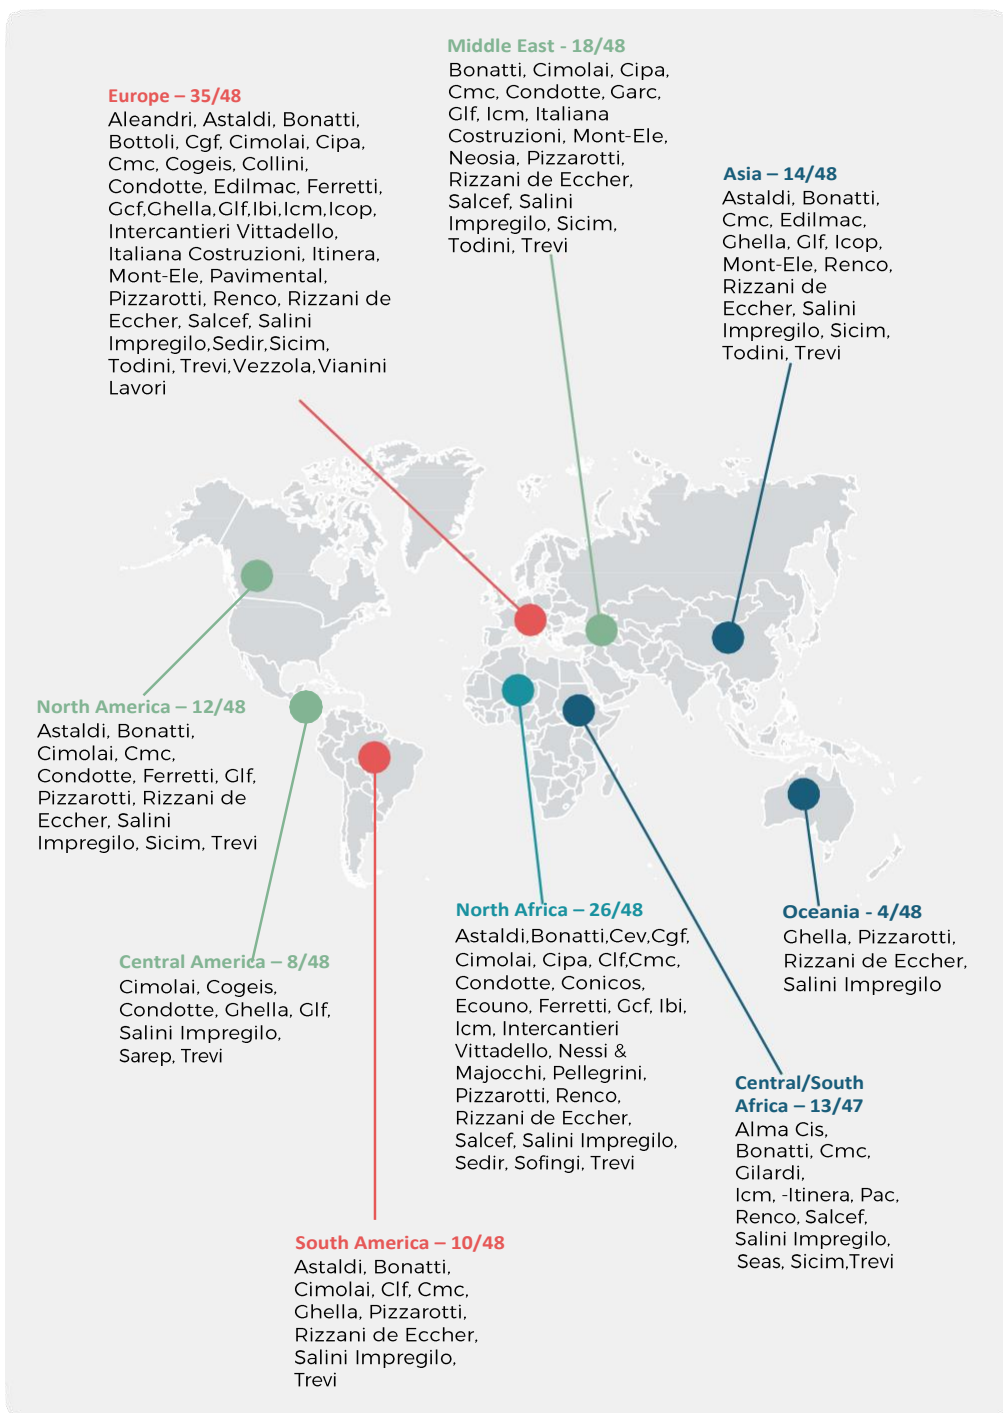 Middle East - 18/48
Bonatti, Cimolai, Cipa,
Cmc, Condotte, Garc,
Glf, Icm, Italiana
Costruzioni, Mont-Ele,
Neosia, Pizzarotti,
Rizzani de Eccher,
Salcef, Salini
Impregilo, Sicim,
Todini, Trevi
Europe – 35/48
Aleandri, Astaldi, Bonatti,
Bottoli, Cgf, Cimolai, Cipa,
Cmc, Cogeis, Collini,
Condotte, Edilmac, Ferretti,
Gcf,Ghella,Glf,Ibi,Icm,Icop,
Intercantieri Vittadello,
Italiana Costruzioni, Itinera,
Mont-Ele, Pavimental,
Pizzarotti, Renco, Rizzani de
Eccher, Salcef, Salini
Impregilo,Sedir,Sicim,
Todini, Trevi,Vezzola,Vianini
Lavori
Asia – 14/48
Astaldi, Bonatti,
Cmc, Edilmac,
Ghella, Glf, Icop,
Mont-Ele, Renco,
Rizzani de
Eccher, Salini
Impregilo, Sicim,
Todini, Trevi
North America – 12/48
Astaldi, Bonatti,
Cimolai, Cmc,
Condotte, Ferretti, Glf,
Pizzarotti, Rizzani de
Eccher, Salini
Impregilo, Sicim, Trevi
Central America – 8/48
Cimolai, Cogeis,
Condotte, Ghella, Glf,
Salini Impregilo,
Sarep, Trevi
North Africa – 26/48
Astaldi,Bonatti,Cev,Cgf,
Cimolai, Cipa, Clf,Cmc,
Condotte, Conicos,
Ecouno, Ferretti, Gcf, Ibi,
Icm, Intercantieri
Vittadello, Nessi &
Majocchi, Pellegrini,
Pizzarotti, Renco,
Rizzani de Eccher,
Salcef, Salini Impregilo,
Sedir, Sofingi, Trevi
Oceania - 4/48
Ghella, Pizzarotti,
Rizzani de Eccher,
Salini Impregilo
Central/South
Africa – 13/47
Alma Cis,
Bonatti, Cmc,
Gilardi,
Icm, -Itinera, Pac,
Renco, Salcef,
Salini Impregilo,
Seas, Sicim,Trevi
South America – 10/48
Astaldi, Bonatti,
Cimolai, Clf, Cmc,
Ghella, Pizzarotti,
Rizzani de Eccher,
Salini Impregilo,
Trevi